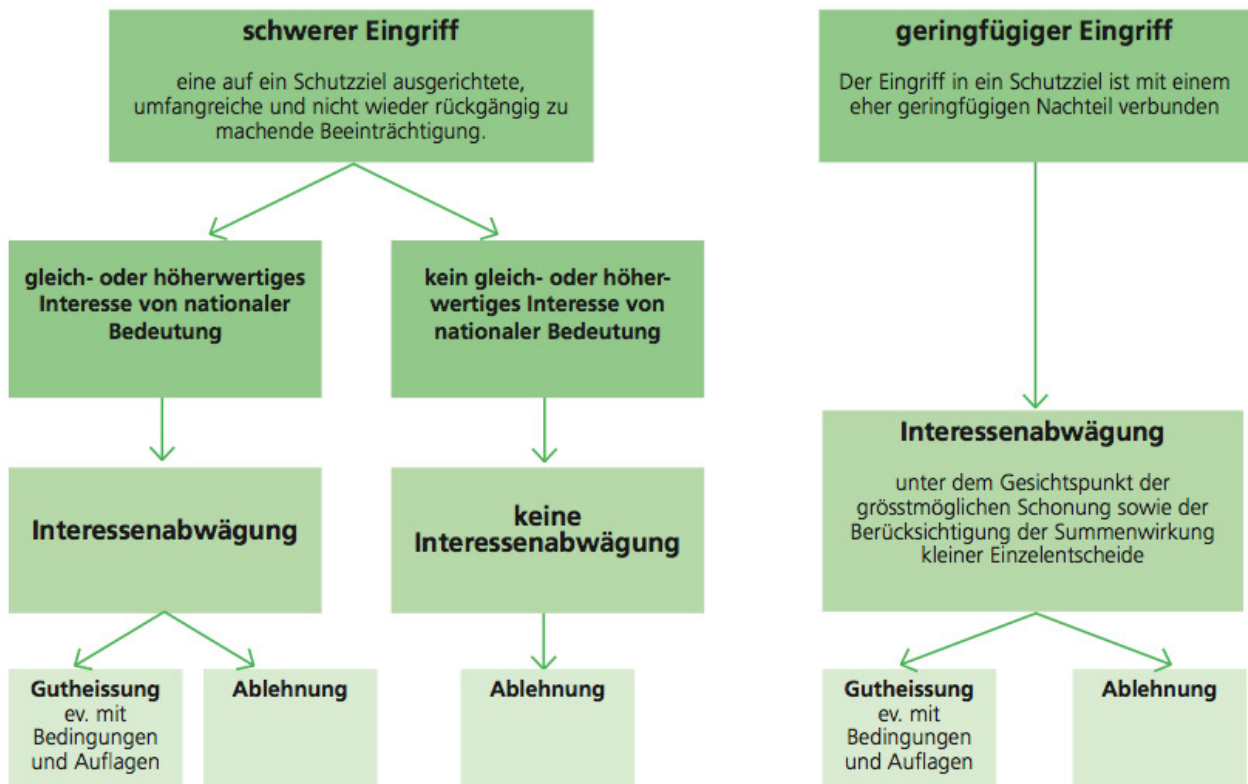 schwerer Eingriff
eine auf ein Schutzziel ausgerichtete,
umfangreiche und nicht wieder rückgängig zu
machende Beeinträchtigung.
geringfügiger Eingriff
Der Eingriff in ein Schutzziel ist mit einem
eher geringfügigen Nachteil verbunden
gleich- oder höherwertiges
Interesse von nationaler
Bedeutung
kein gleich- oder höher-
wertiges Interesse von
nationaler Bedeutung
Interessenabwägung
keine
Interessenabwägung
Interessenabwägung
unter dem Gesichtspunkt der
grösstmöglichen Schonung sowie der
Berücksichtigung der Summenwirkung
kleiner Einzelentscheide
Gutheissung
ev. mit
Bedingungen
und Auflagen
Ablehnung
Ablehnung
Gutheissung
ev. mit
Bedingungen
und Auflagen
Ablehnung